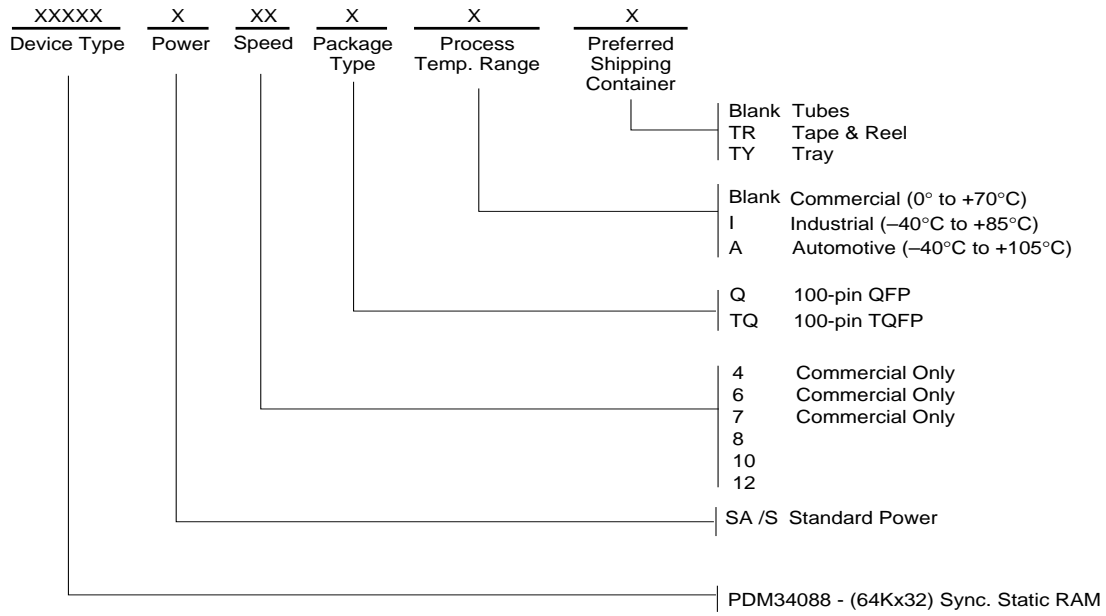 XXXXX X XX X X X
Device Type Power Speed Package Type Process Temp. Range Preferred Shipping Container
Blank Tubes
TR Tape & Reel
TY Tray
Blank Commercial (0° to +70°C)
I Industrial (–40°C to +85°C)
A Automotive (–40°C to +105°C)
Q 100-pin QFP
TQ 100-pin TQFP
4 Commercial Only
6 Commercial Only
7 Commercial Only
8
10
12
SA /S Standard Power
PDM34088 - (64Kx32) Sync. Static RAM